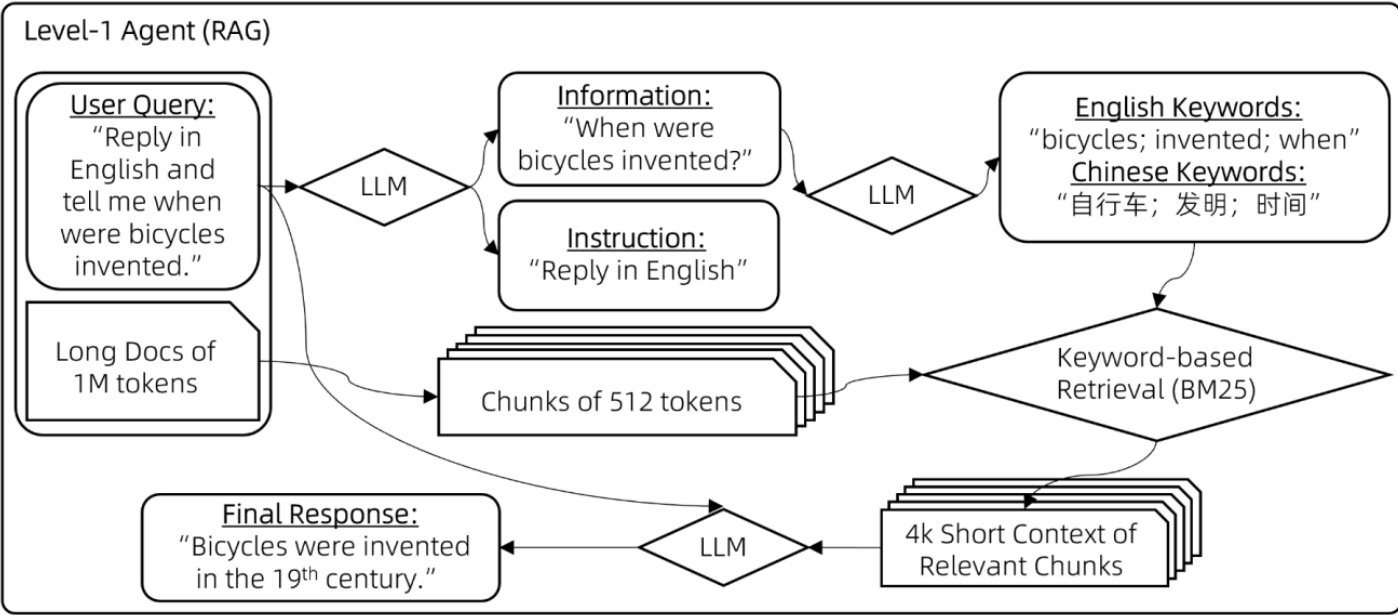 Level-1 Agent (RAG)
User Query:
“Reply in
English and
tell me when
were bicycles
invented.”
Long Docs of
1M tokens
LLM
Information:
“When were
bicycles invented?”
Instruction:
“Reply in English”
LLM
English Keywords:
“bicycles; invented; when”
Chinese Keywords:
“自行车；发明；时间”
Chunks of 512 tokens
Keyword-based
Retrieval (BM25)
4k Short Context of
Relevant Chunks
LLM
Final Response:
“Bicycles were invented
in the 19th century.”